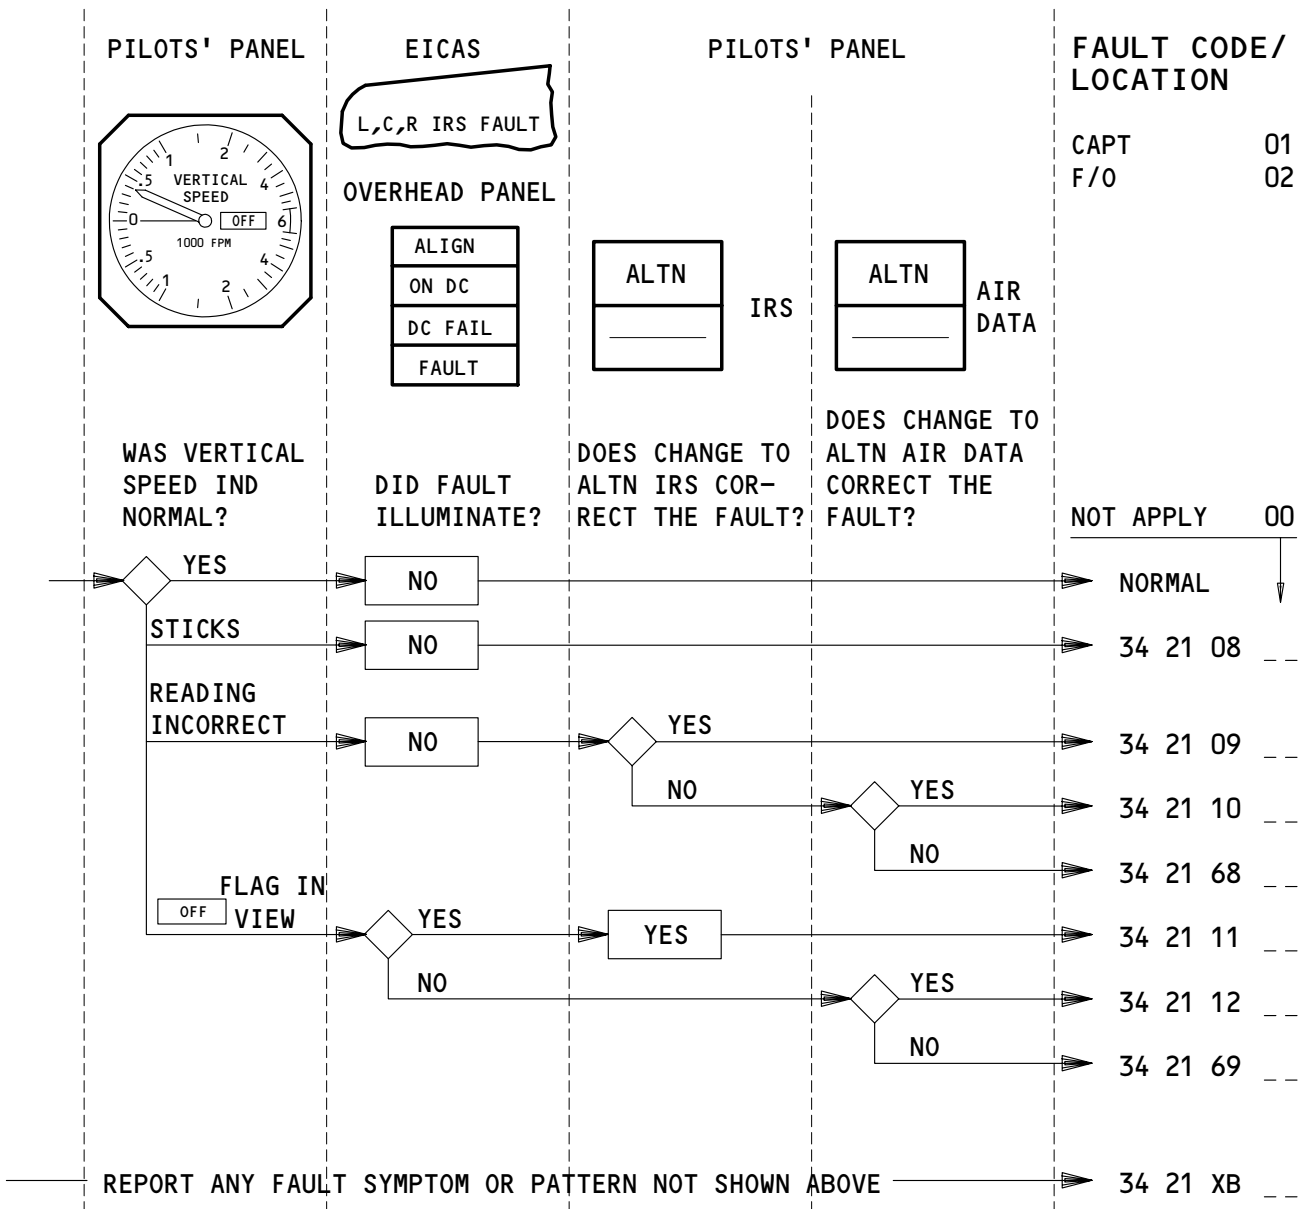 PILOTS' PANEL
EICAS
PILOTS' PANEL
FAULT CODE/
LOCATION
L,C,R IRS FAULT
CAPT 01
F/O 02
OVERHEAD PANEL
.5 1 2 4
VERTICAL
SPEED
0 OFF 6
1000 FPM
.5 1 2 4
ALIGN
ON DC
DC FAIL
FAULT
ALTN
IRS
ALTN
AIR
DATA
WAS VERTICAL
SPEED IND
NORMAL?
DID FAULT
ILLUMINATE?
DOES CHANGE TO
ALTN IRS COR-
RECT THE FAULT?
DOES CHANGE TO
ALTN AIR DATA
CORRECT THE
FAULT?
NOT APPLY 00
YES NO NORMAL
STICKS NO 34 21 08 _ _
READING
INCORRECT NO YES 34 21 09 _ _
NO YES 34 21 10 _ _
NO 34 21 68 _ _
FLAG IN
OFF VIEW YES YES 34 21 11 _ _
NO YES 34 21 12 _ _
NO 34 21 69 _ _
REPORT ANY FAULT SYMPTOM OR PATTERN NOT SHOWN ABOVE 34 21 XB _ _